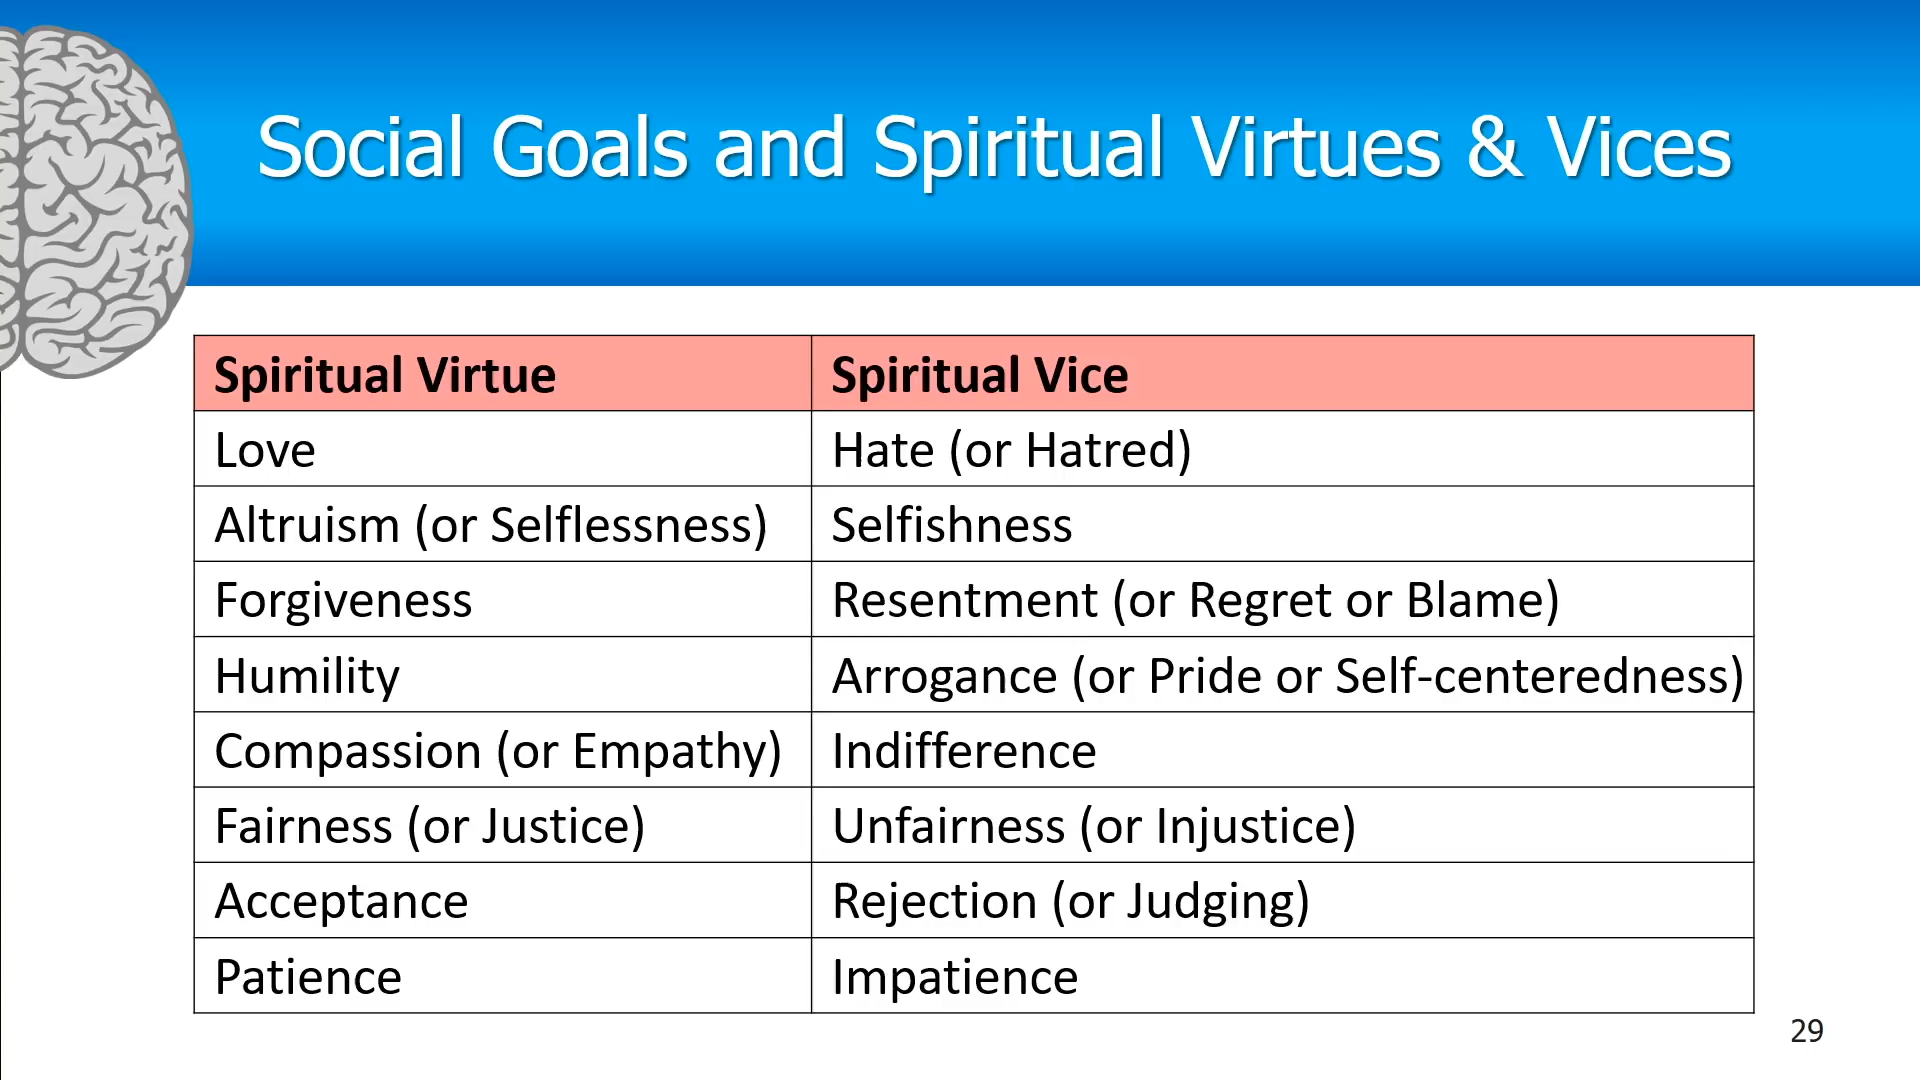 Social Goals and Spiritual Virtues & Vices
Spiritual Virtue Spiritual Vice
Love Hate (or Hatred)
Altruism (or Selflessness) Selfishness
Forgiveness Resentment (or Regret or Blame)
Humility Arrogance (or Pride or Self-centeredness)
Compassion (or Empathy) Indifference
Fairness (or Justice) Unfairness (or Injustice)
Acceptance Rejection (or Judging)
Patience Impatience
29